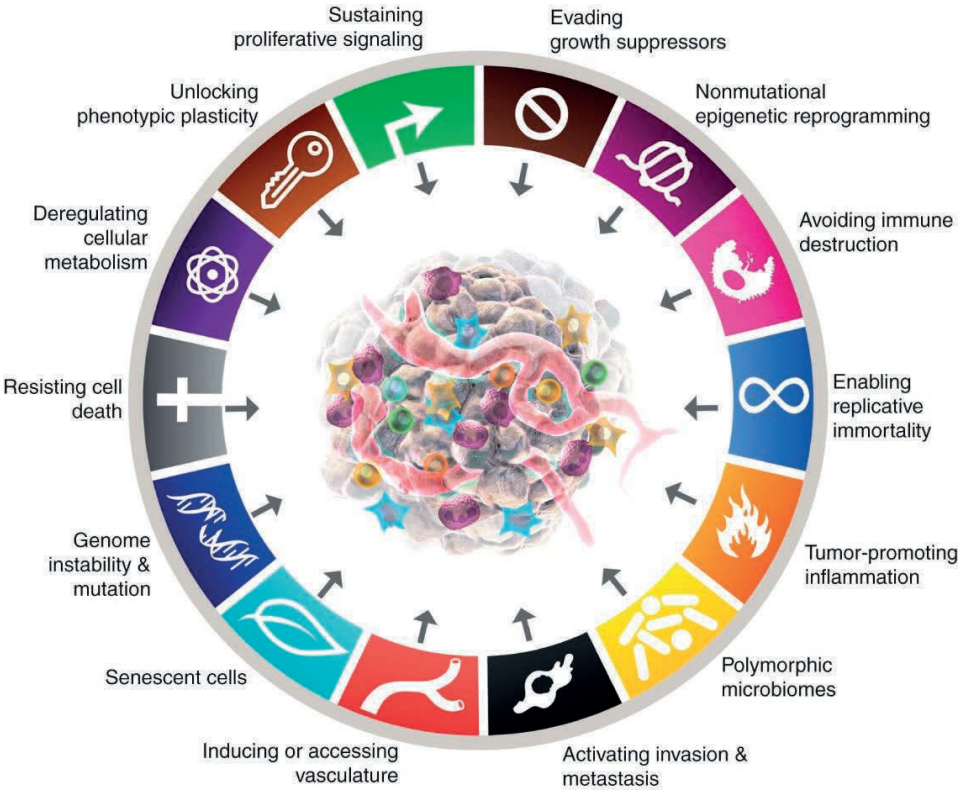 Sustaining
proliferative signaling
Evading
growth suppressors
Nonmutational
epigenetic reprogramming
Avoiding immune
destruction
Enabling
replicative
immortality
Tumor-promoting
inflammation
Polymorphic
microbiomes
Activating invasion &
metastasis
Inducing or accessing
vasculature
Senescent cells
Genome
instability &
mutation
Resisting cell
death
Deregulating
cellular
metabolism
Unlocking
phenotypic plasticity